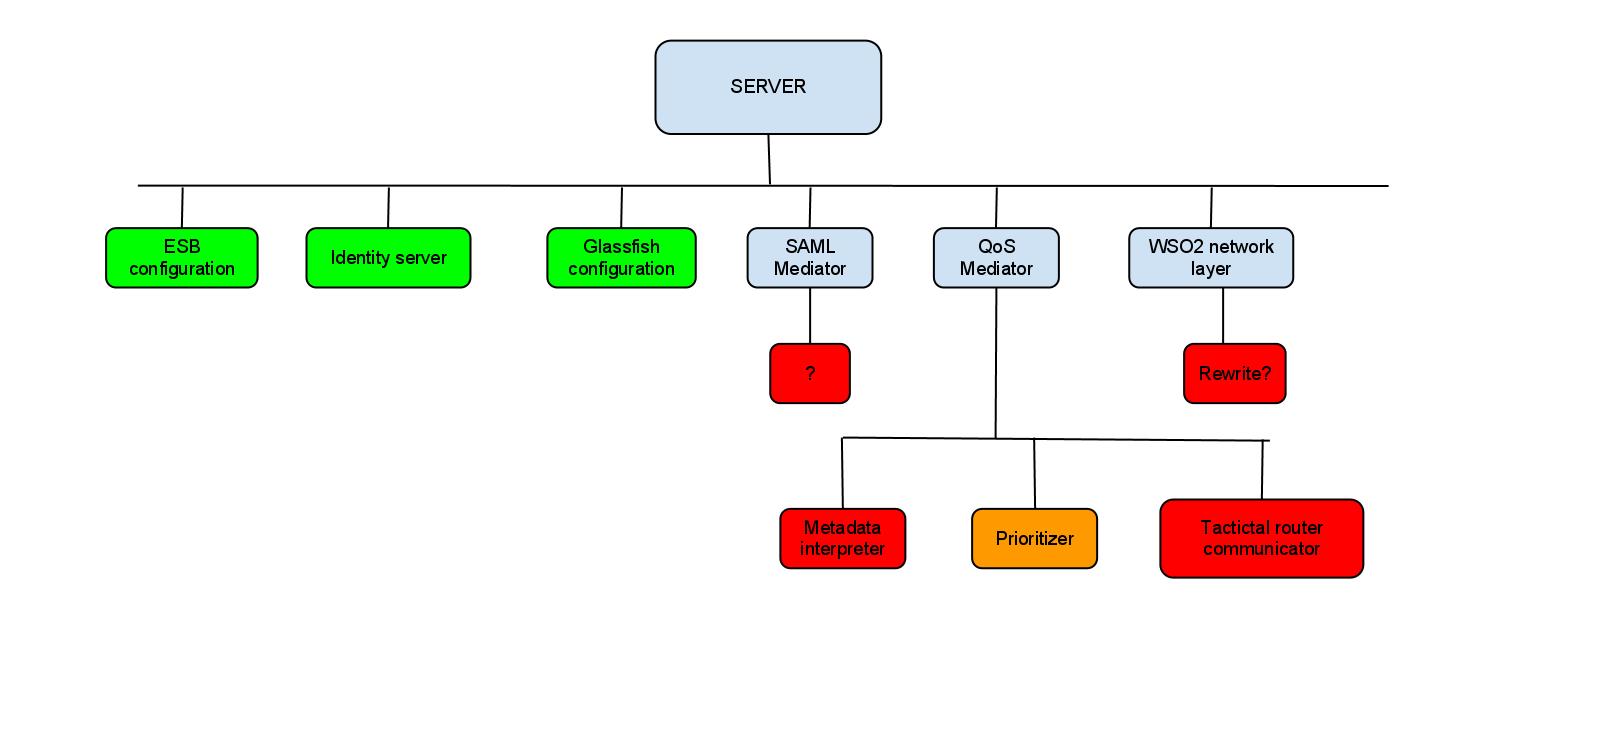 SERVER
ESB
configuration
Identity server
Glassfish
configuration
SAML
Mediator
QoS
Mediator
WSO2 network
layer
?
Rewrite?
Metadata
interpreter
Prioritizer
Tactictal router
communicator